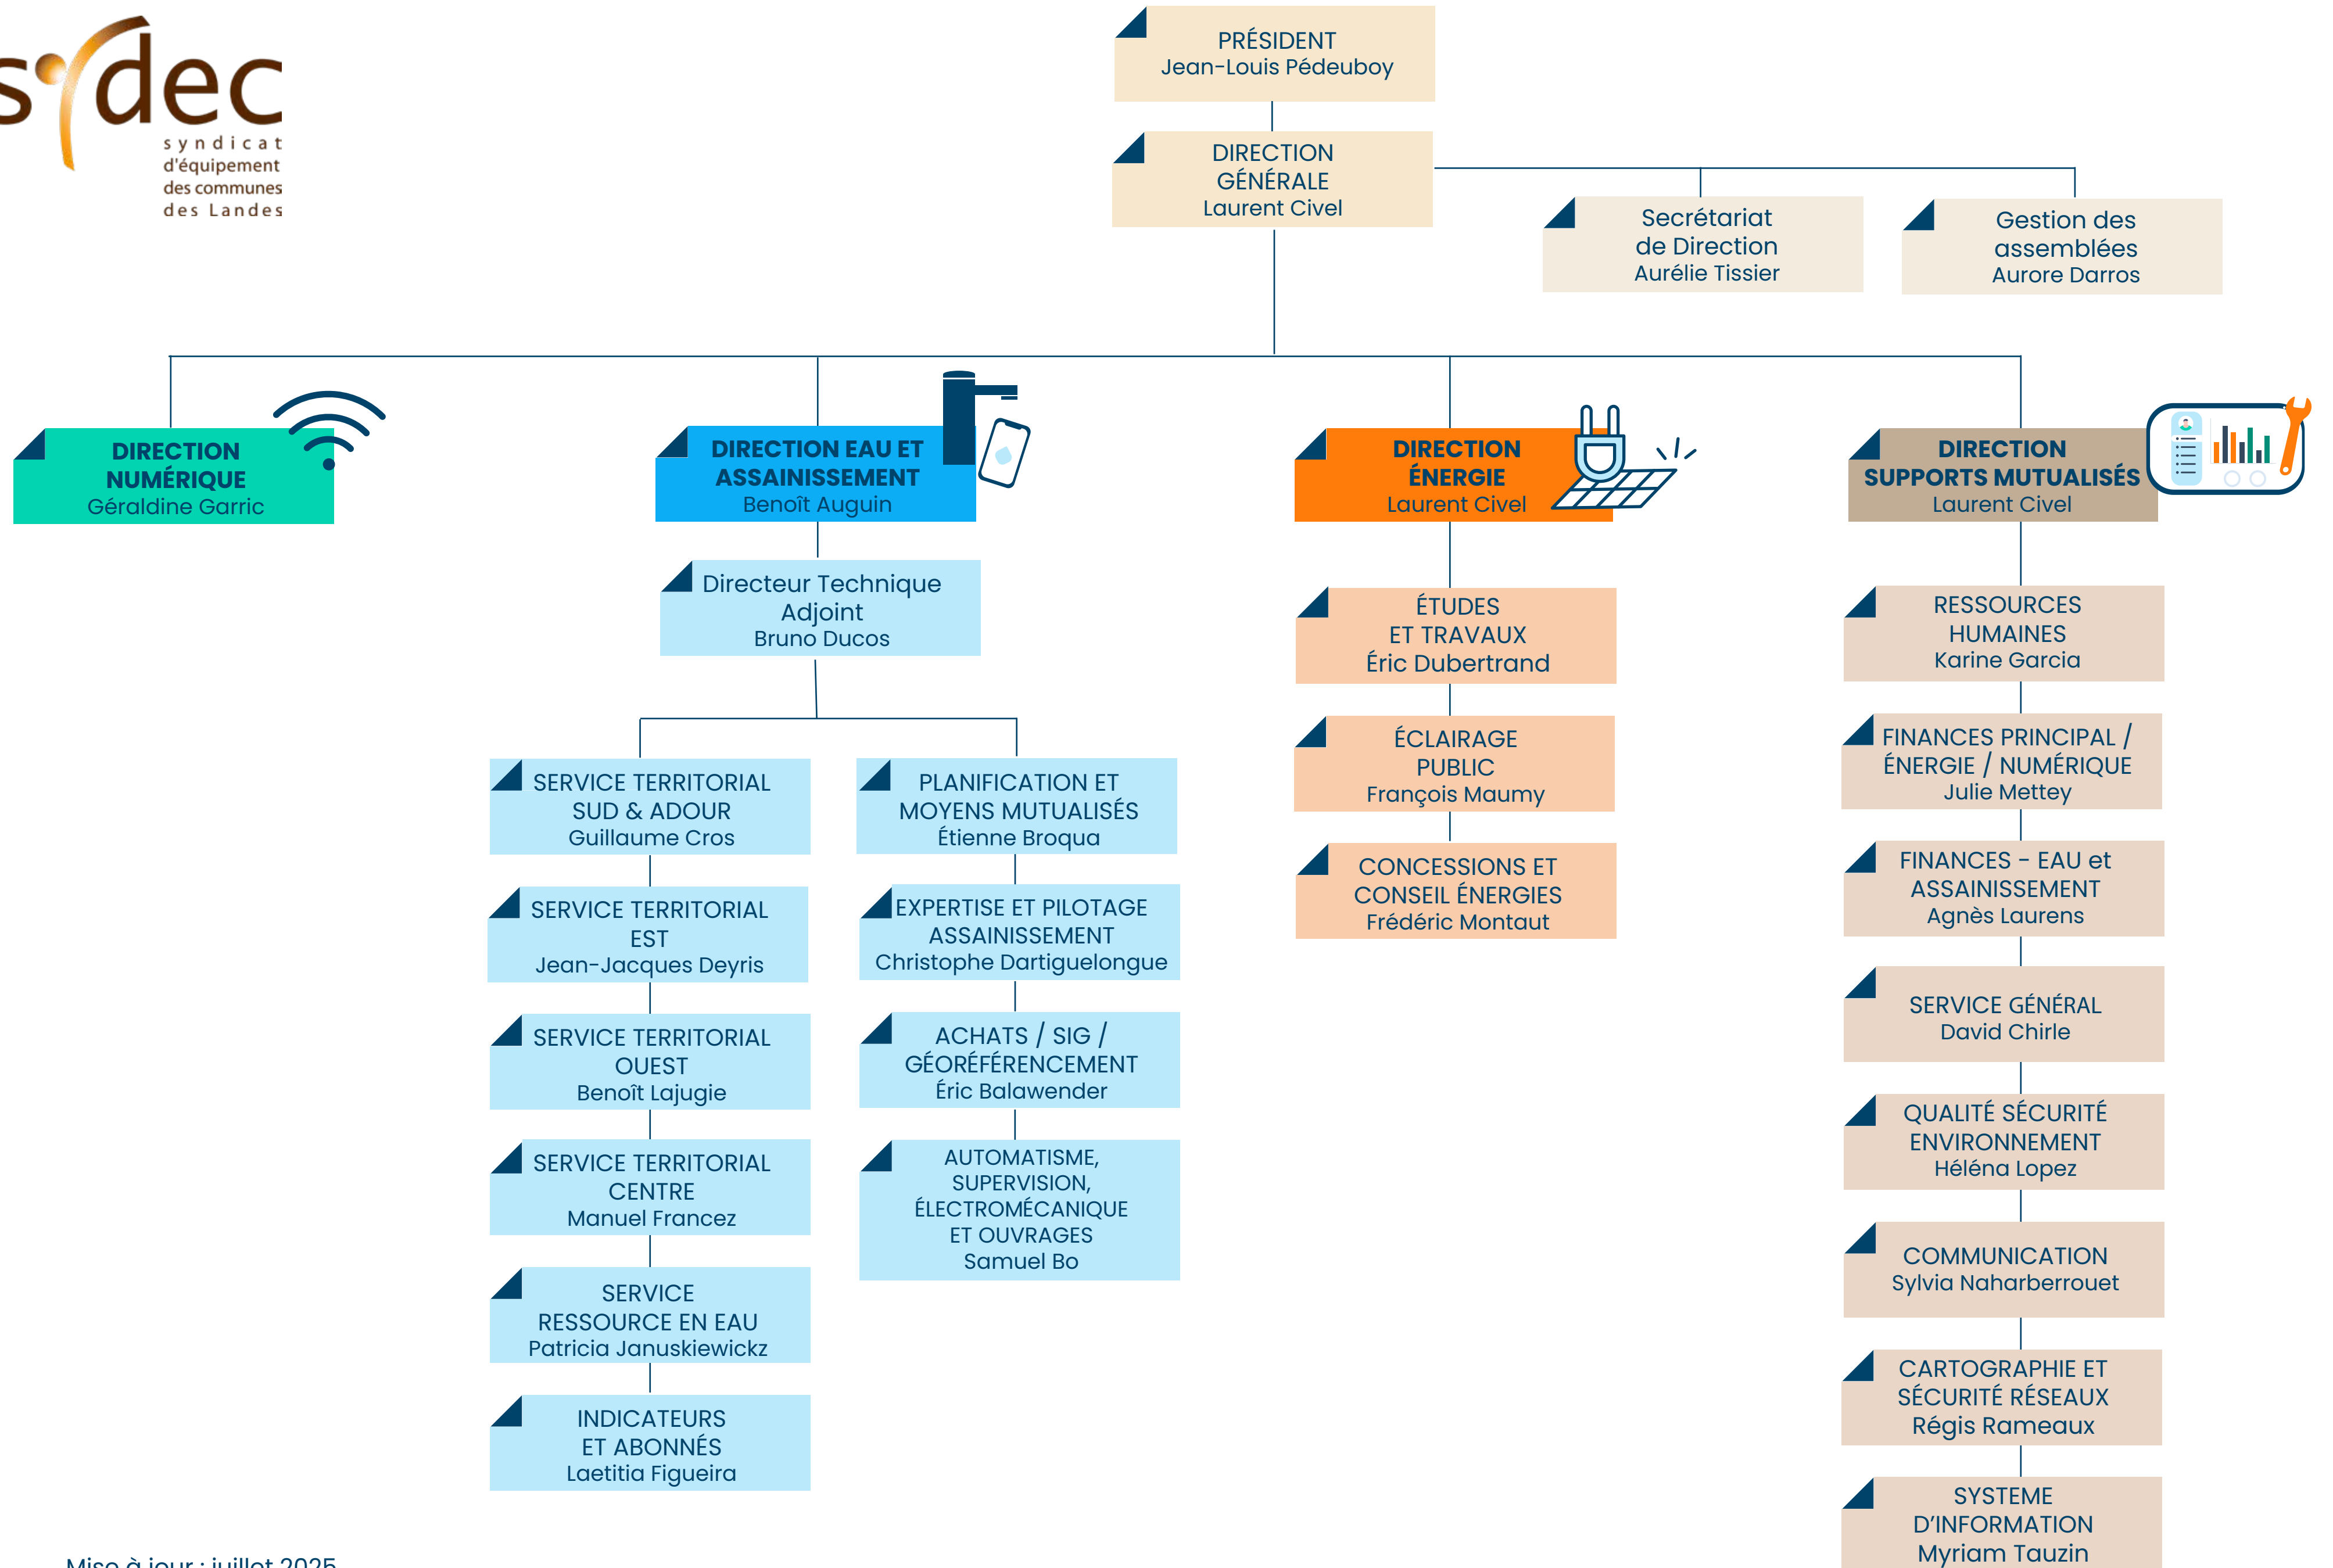 sydec
syndicat
d'équipement
des communes
des Landes
PRÉSIDENT
Jean-Louis Pédeuboy
DIRECTION
GÉNÉRALE
Laurent Civel
Secrétariat
de Direction
Aurélie Tissier
Gestion des
assemblées
Aurore Darros
DIRECTION
NUMÉRIQUE
Géraldine Garric
DIRECTION EAU ET
ASSAINISSEMENT
Benoît Auguin
Directeur Technique
Adjoint
Bruno Ducos
SERVICE TERRITORIAL
SUD & ADOUR
Guillaume Cros
SERVICE TERRITORIAL
EST
Jean-Jacques Deyris
SERVICE TERRITORIAL
OUEST
Benoît Lajugie
SERVICE TERRITORIAL
CENTRE
Manuel Francez
SERVICE
RESSOURCE EN EAU
Patricia Januskiewickz
INDICATEURS
ET ABONNÉS
Laetitia Figueira
PLANIFICATION ET
MOYENS MUTUALISÉS
Étienne Broqua
EXPERTISE ET PILOTAGE
ASSAINISSEMENT
Christophe Dartiguelongue
ACHATS / SIG /
GÉORÉFÉRENCEMENT
Éric Balawender
AUTOMATISME,
SUPERVISION,
ÉLECTROMÉCANIQUE
ET OUVRAGES
Samuel Bo
DIRECTION
ÉNERGIE
Laurent Civel
ÉTUDES
ET TRAVAUX
Éric Dubertrand
ÉCLAIRAGE
PUBLIC
François Maumy
CONCESSIONS ET
CONSEIL ÉNERGIES
Frédéric Montaut
DIRECTION
SUPPORTS MUTUALISÉS
Laurent Civel
RESSOURCES
HUMAINES
Karine Garcia
FINANCES PRINCIPAL /
ÉNERGIE / NUMÉRIQUE
Julie Mettey
FINANCES - EAU et
ASSAINISSEMENT
Agnès Laurens
SERVICE GÉNÉRAL
David Chirle
QUALITÉ SÉCURITÉ
ENVIRONNEMENT
Héléna Lopez
COMMUNICATION
Sylvia Naharberrouet
CARTOGRAPHIE ET
SÉCURITÉ RÉSEAUX
Régis Rameaux
SYSTEME
D'INFORMATION
Myriam Tauzin
Mise à jour : juillet 2025